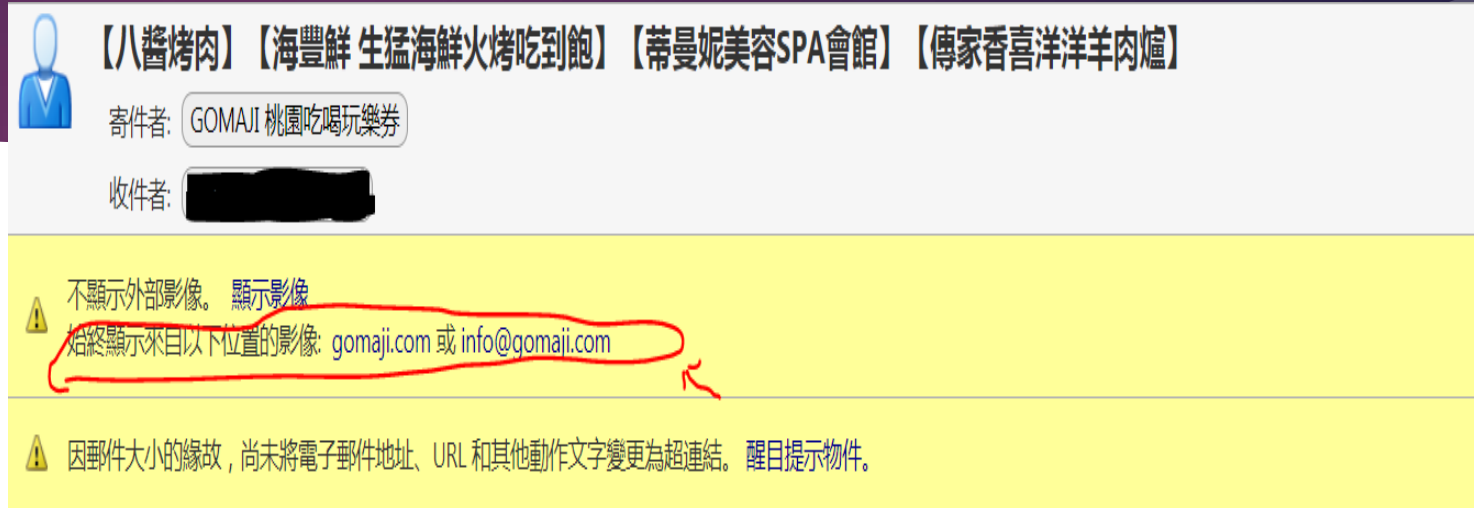 【八醬烤肉】【海豐鮮 生猛海鮮火烤吃到飽】【蒂曼妮美容SPA會館】【傳家香喜洋洋羊肉爐】
寄件者: GOMAJI 桃園吃喝玩樂券
收件者:
不顯示外部影像。 顯示影像
始終顯示來自以下位置的影像: gomaji.com 或 info@gomaji.com
因郵件大小的緣故，尚未將電子郵件地址、URL 和其他動作文字變更為超連結。 醒目提示物件。